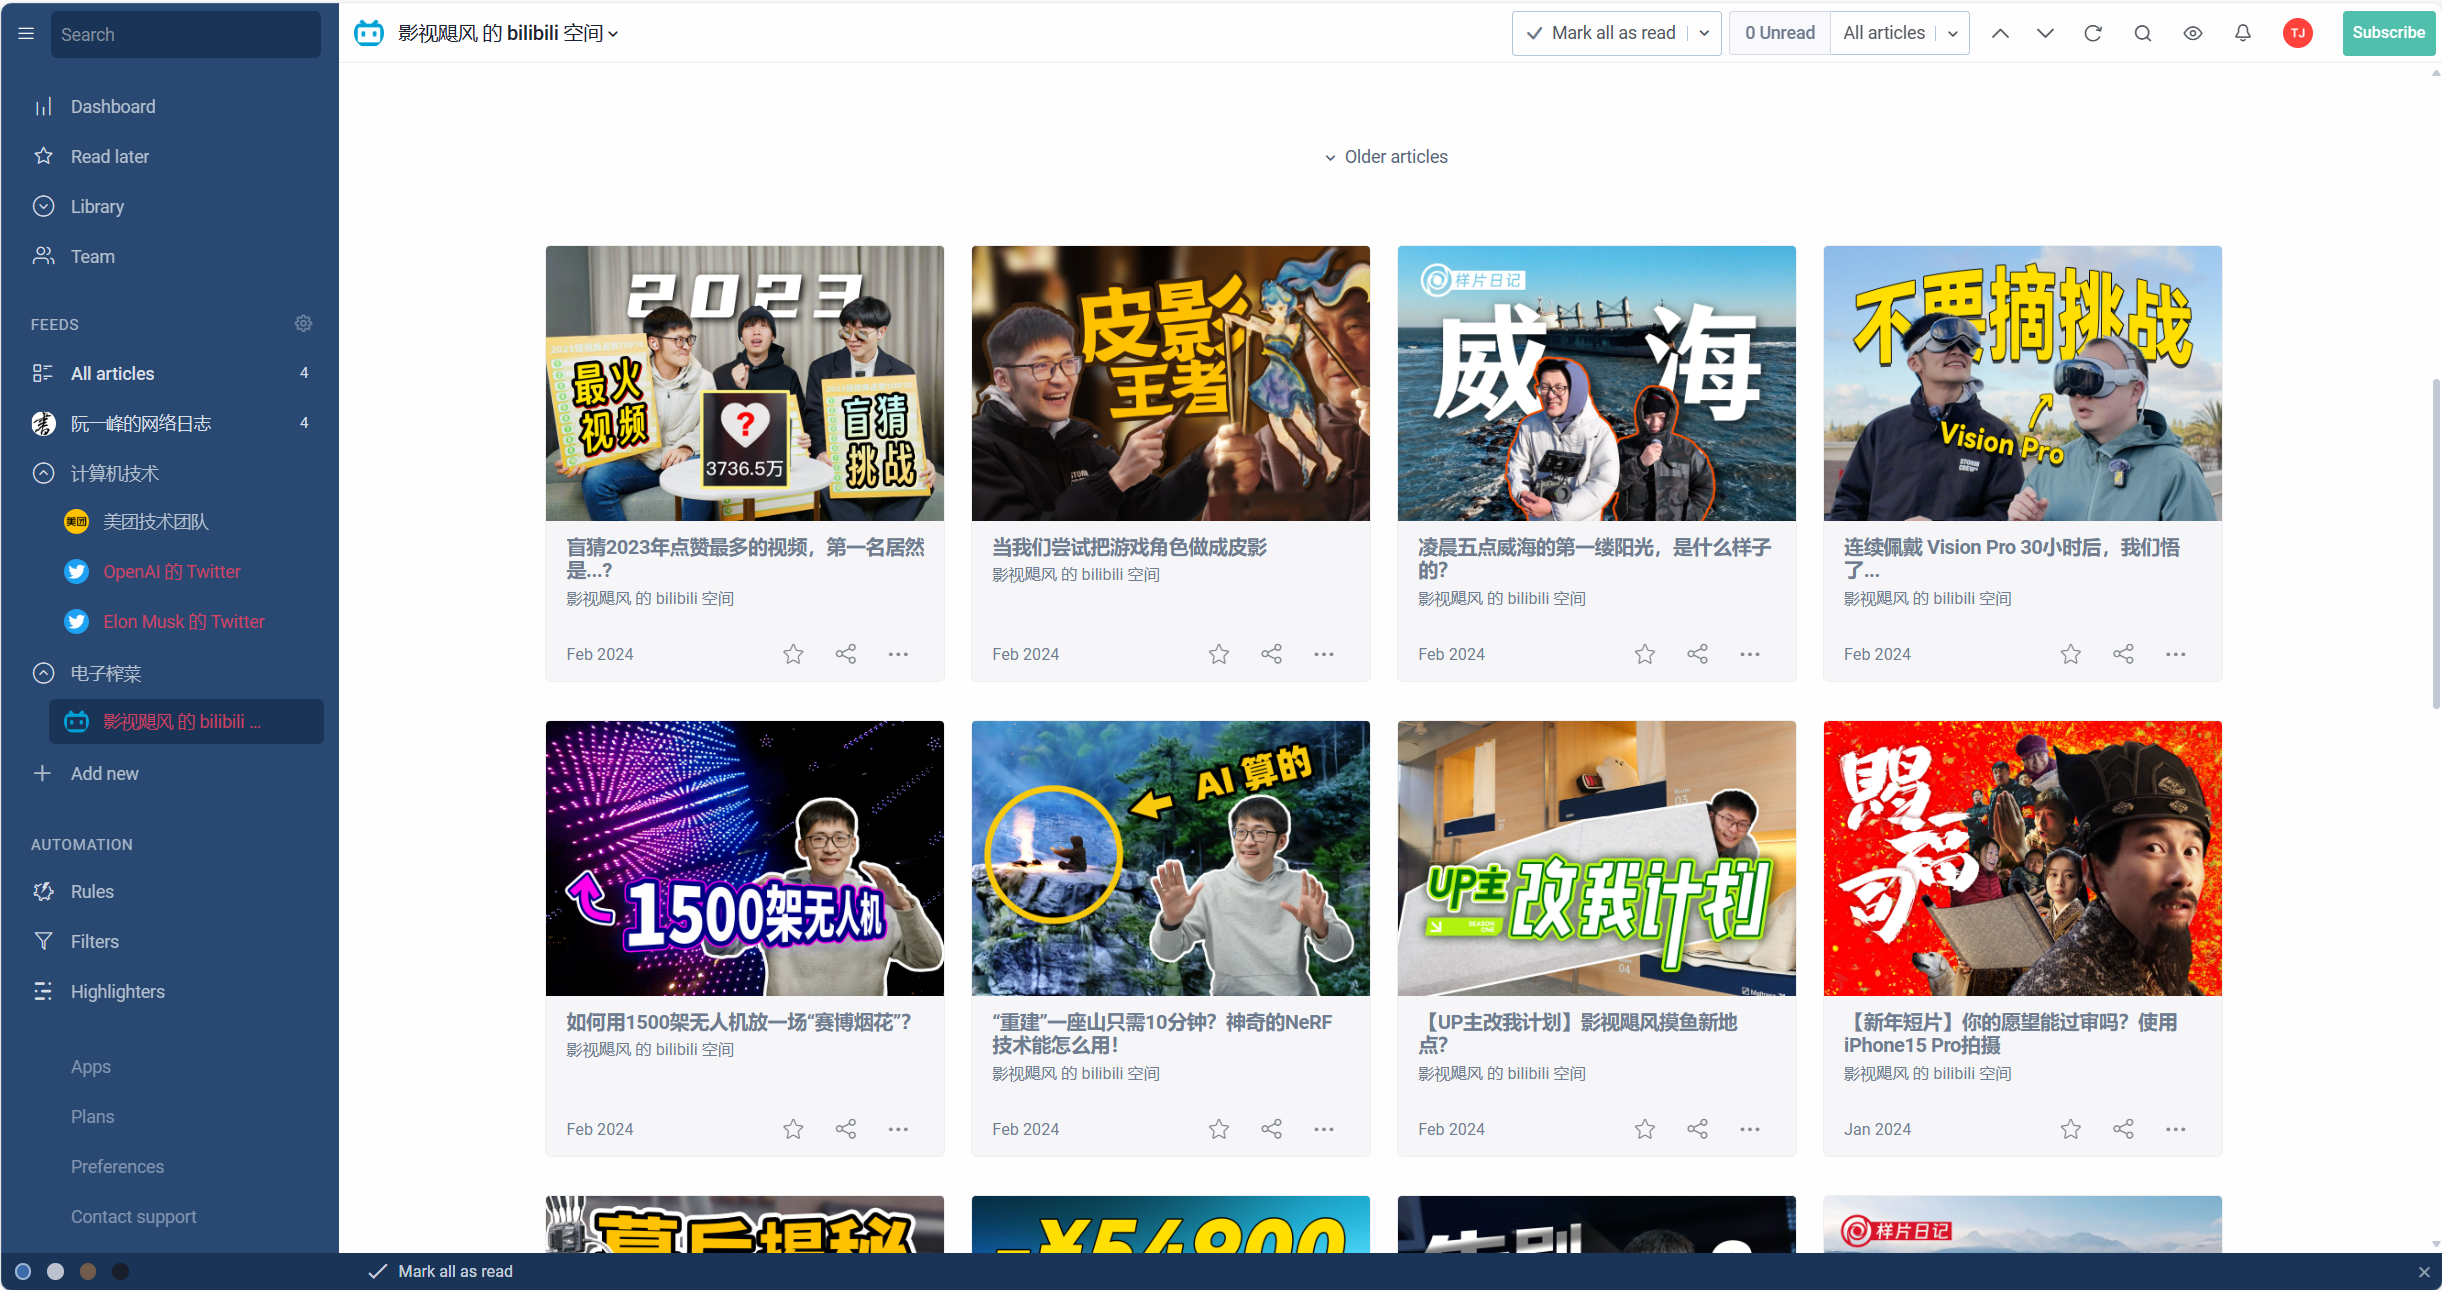 Search
影视飓风 的 bilibili 空间
Mark all as read
0 Unread
All articles
TJ
Subscribe
Dashboard
Read later
Library
Team
FEEDS
All articles 4
阮一峰的网络日志 4
计算机技术
美团 美团技术团队
OpenAI 的 Twitter
Elon Musk 的 Twitter
电子榨菜
影视飓风 的 bilibili ...
Add new
AUTOMATION
Rules
Filters
Highlighters
Apps
Plans
Preferences
Contact support
Older articles
2023
最火
视频
?
3736.5万
盲猜
挑战
盲猜2023年点赞最多的视频，第一名居然
是...?
影视飓风 的 bilibili 空间
Feb 2024
皮影
王者
当我们尝试把游戏角色做成皮影
影视飓风 的 bilibili 空间
Feb 2024
样片日记
威海
凌晨五点威海的第一缕阳光，是什么样子
的?
影视飓风 的 bilibili 空间
Feb 2024
不要摘挑战
Vision Pro
连续佩戴 Vision Pro 30小时后，我们悟
了...
影视飓风 的 bilibili 空间
Feb 2024
1500架无人机
如何用1500架无人机放一场“赛博烟花”？
影视飓风 的 bilibili 空间
Feb 2024
AI 算的
“重建”一座山只需10分钟？神奇的NeRF
技术能怎么用！
影视飓风 的 bilibili 空间
Feb 2024
03
UP主
改我计划
SEASON
ONE
04
【UP主改我计划】影视飓风摸鱼新地
点？
影视飓风 的 bilibili 空间
Feb 2024
赐
福
司
【新年短片】你的愿望能过审吗？使用
iPhone15 Pro拍摄
影视飓风 的 bilibili 空间
Jan 2024
幕后揭秘
-¥54900
样片日记
Mark all as read